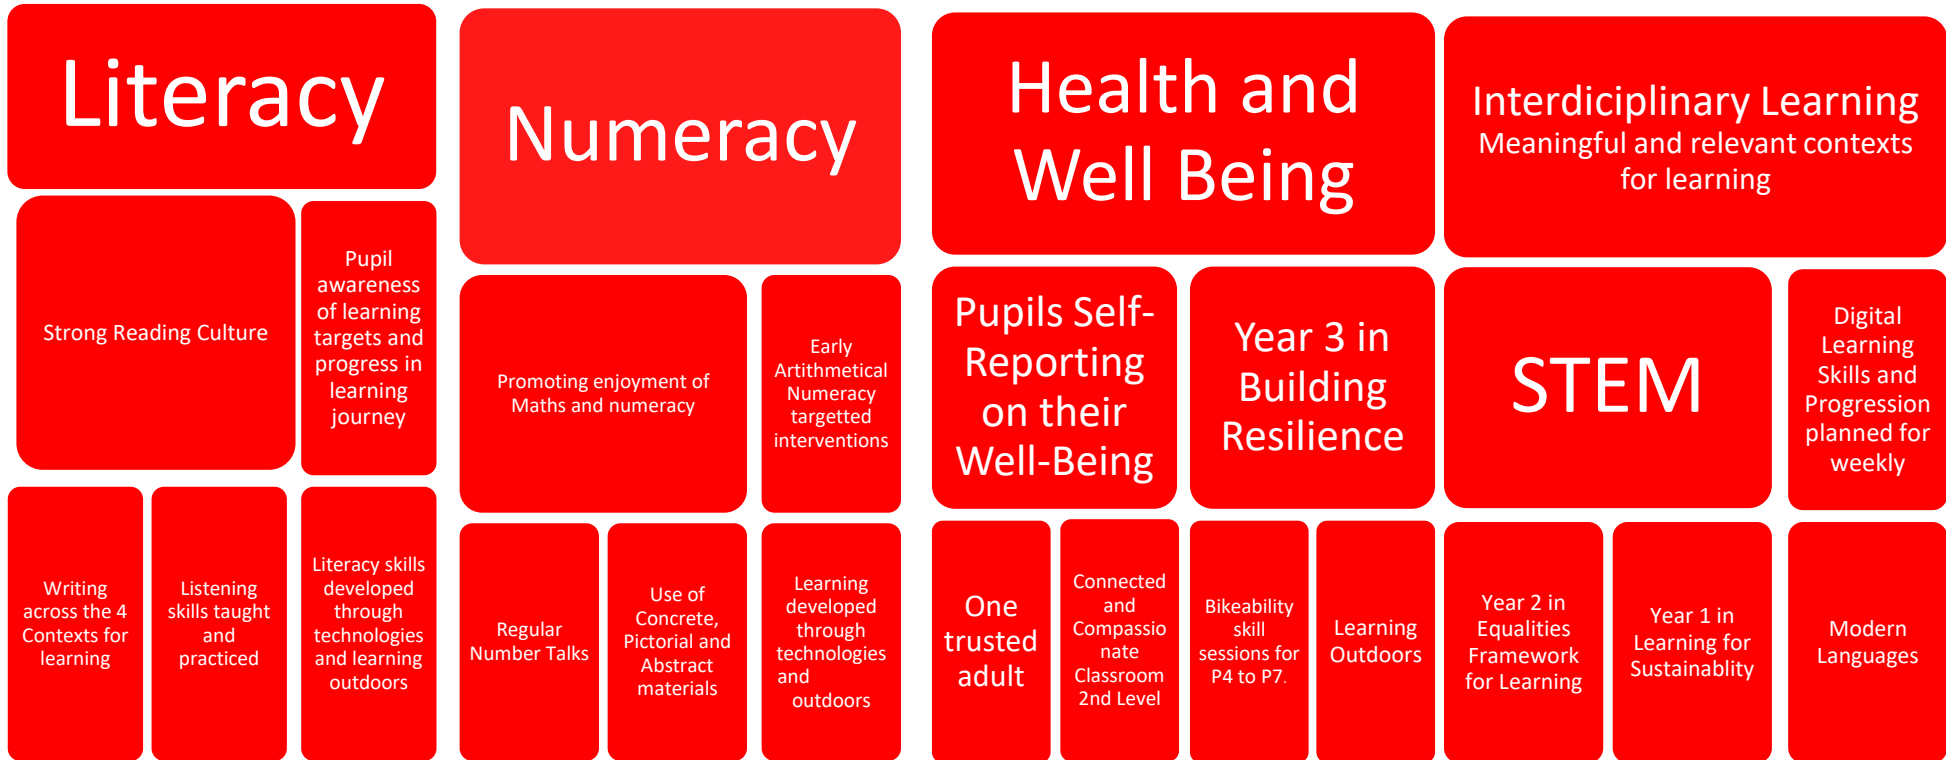 Literacy
Strong Reading Culture
Pupil
awareness
of learning
targets and
progress in
learning
journey
Writing
across the 4
Contexts for
learning
Listening
skills taught
and
practiced
Literacy skills
developed
through
technologies
and learning
outdoors
Numeracy
Promoting enjoyment of
Maths and numeracy
Early
Artithmetical
Numeracy
targetted
interventions
Regular
Number Talks
Use of
Concrete,
Pictorial and
Abstract
materials
Learning
developed
through
technologies
and
outdoors
Health and
Well Being
Pupils Self-
Reporting
on their
Well-Being
Year 3 in
Building
Resilience
One
trusted
adult
Connected
and
Compassio
nate
Classroom
2nd Level
Bikeability
skill
sessions for
P4 to P7.
Learning
Outdoors
Interdiciplinary Learning
Meaningful and relevant contexts
for learning
STEM
Digital
Learning
Skills and
Progression
planned for
weekly
Year 2 in
Equalities
Framework
for Learning
Year 1 in
Learning for
Sustainablity
Modern
Languages